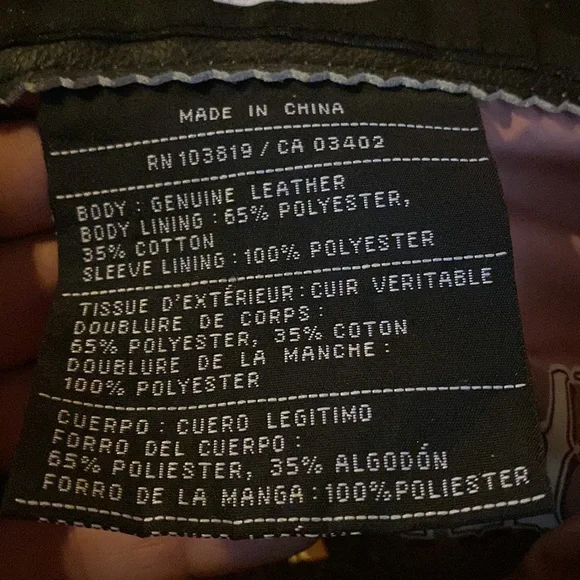 MADE IN CHINA
RN 103819 / CA 03402
BODY : GENUINE LEATHER
BODY LINING : 65% POLYESTER,
35% COTTON
SLEEVE LINING : 100% POLYESTER
TISSUE D'EXTÉRIEUR : CUIR VERITABLE
DOUBLURE DE CORPS :
65% POLYESTER, 35% COTON
DOUBLURE DE LA MANCHE :
100% POLYESTER
CUERPO : CUERO LEGITIMO
FORRO DEL CUERPO :
65% POLIESTER, 35% ALGODÓN
FORRO DE LA MANGA : 100% POLIESTER